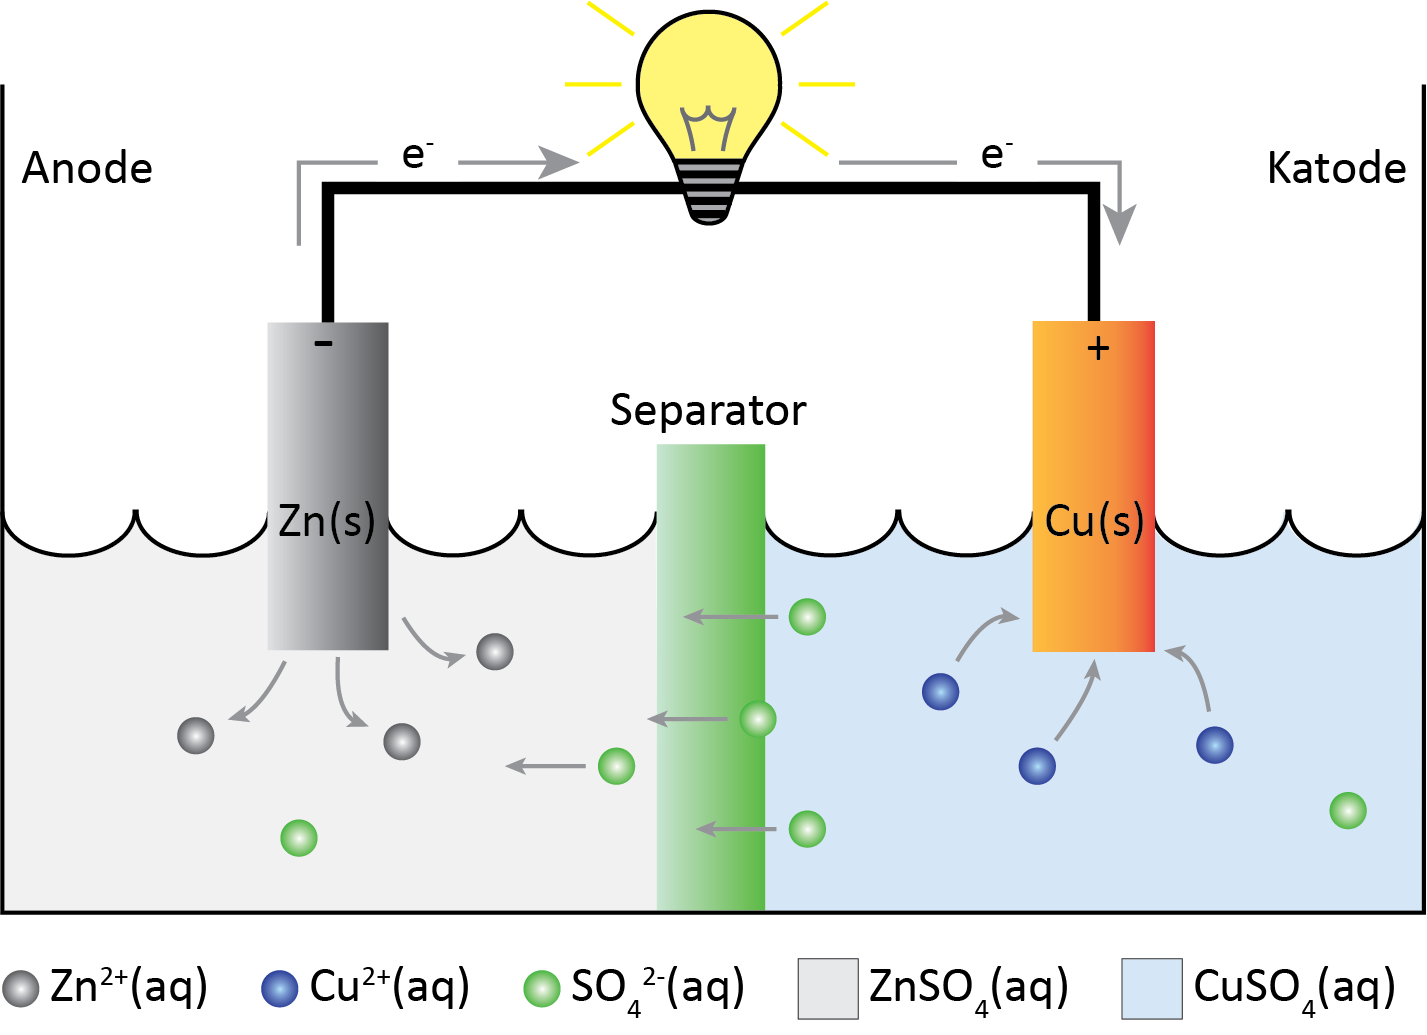 e⁻
e⁻
Anode
Katode
−
+
Separator
Zn(s)
Cu(s)
Zn²⁺(aq)
Cu²⁺(aq)
SO₄²⁻(aq)
ZnSO₄(aq)
CuSO₄(aq)